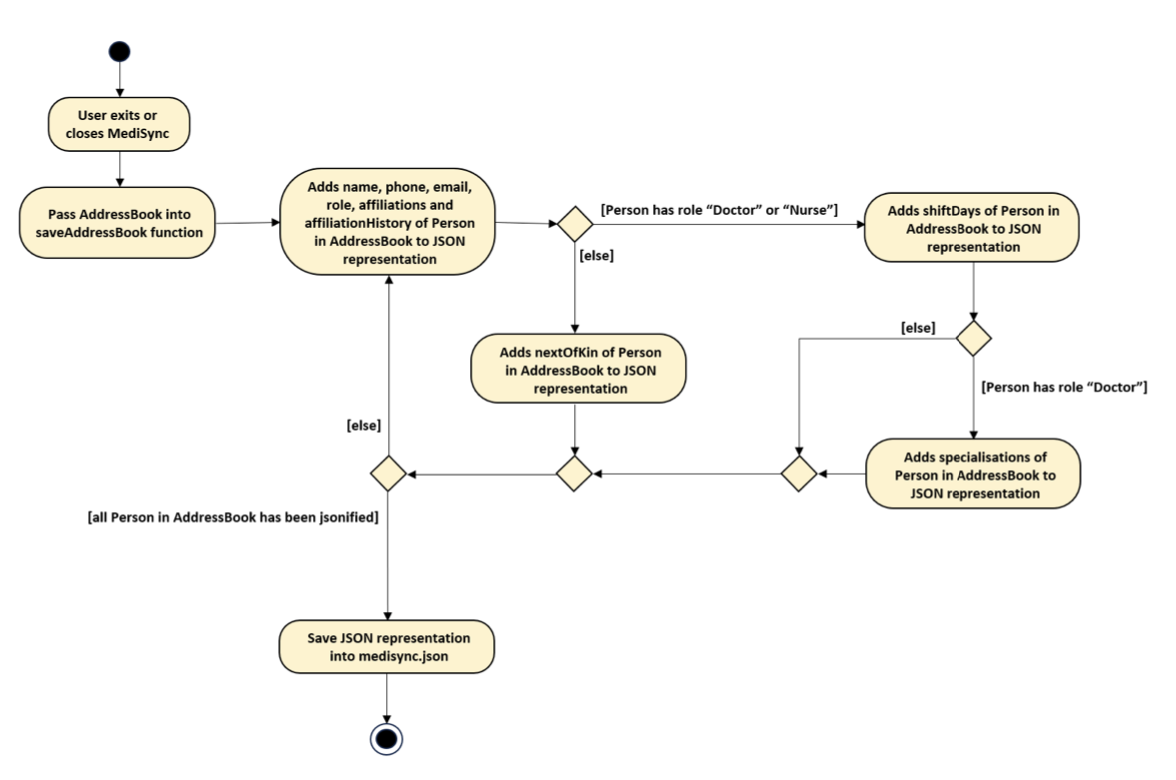 User exits or
closes MediSync
Pass AddressBook into
saveAddressBook function
Adds name, phone, email,
role, affiliations and
affiliationHistory of Person
in AddressBook to JSON
representation
[Person has role “Doctor” or “Nurse”]
[else]
Adds shiftDays of Person in
AddressBook to JSON
representation
Adds nextOfKin of Person
in AddressBook to JSON
representation
[else]
[Person has role “Doctor”]
Adds specialisations of
Person in AddressBook to
JSON representation
[else]
[all Person in AddressBook has been jsonified]
Save JSON representation
into medisync.json